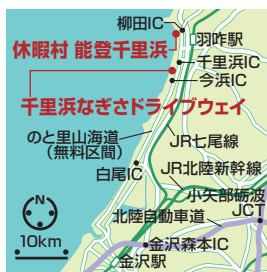 柳田IC
休暇村 能登千里浜
羽咋駅
千里浜IC
今浜IC
千里浜なぎさドライブウェイ
のと里山海道
(無料区間)
JR七尾線
白尾IC
JR北陸新幹線
小矢部砺波
JCT
北陸自動車道
N
10km
金沢森本IC
金沢駅